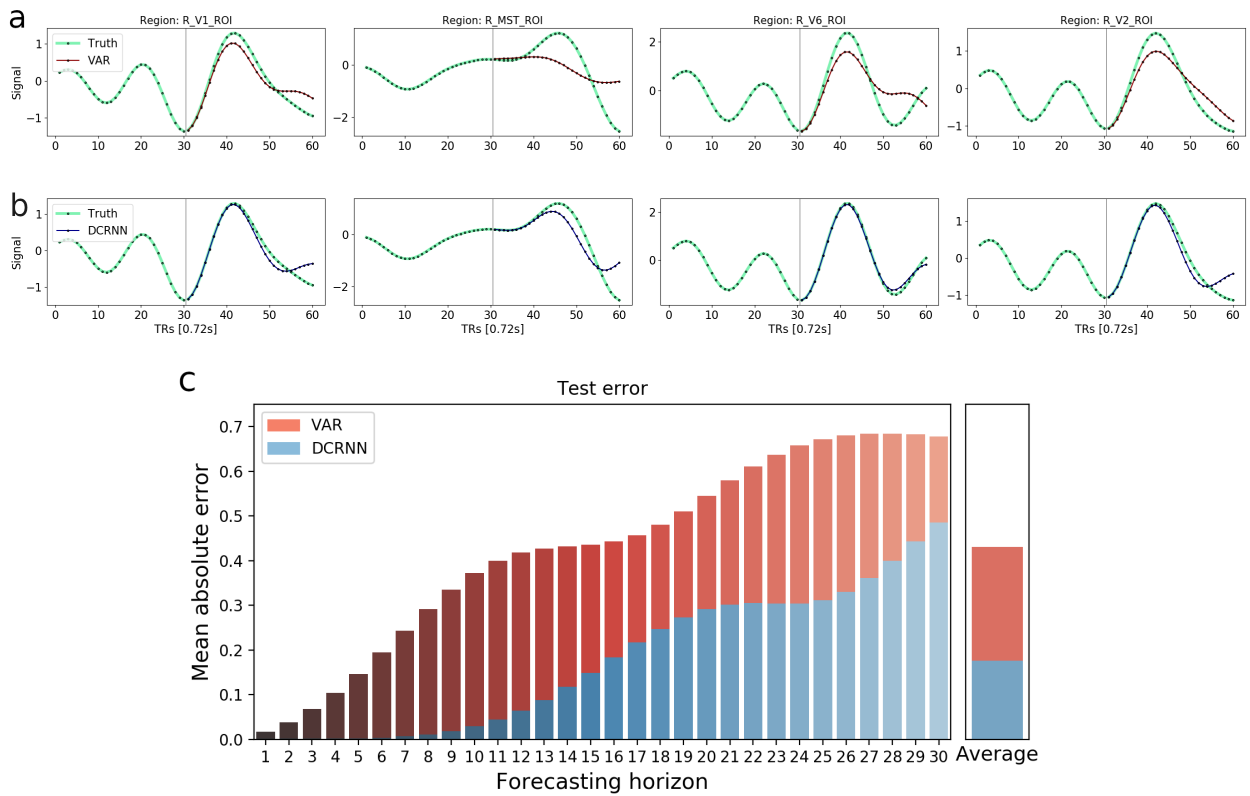 a
Region: R_V1_ROI
Region: R_MST_ROI
Region: R_V6_ROI
Region: R_V2_ROI
Signal
Truth
VAR
1
0
−1
0 10 20 30 40 50 60
0
−2
0 10 20 30 40 50 60
2
0
0 10 20 30 40 50 60
1
0
−1
0 10 20 30 40 50 60
b
Signal
Truth
DCRNN
1
0
−1
0 10 20 30 40 50 60
TRs [0.72s]
0
−2
0 10 20 30 40 50 60
TRs [0.72s]
2
0
0 10 20 30 40 50 60
TRs [0.72s]
1
0
−1
0 10 20 30 40 50 60
TRs [0.72s]
c
Test error
VAR
DCRNN
Mean absolute error
0.7
0.6
0.5
0.4
0.3
0.2
0.1
0.0
1 2 3 4 5 6 7 8 9 10 11 12 13 14 15 16 17 18 19 20 21 22 23 24 25 26 27 28 29 30
Average
Forecasting horizon